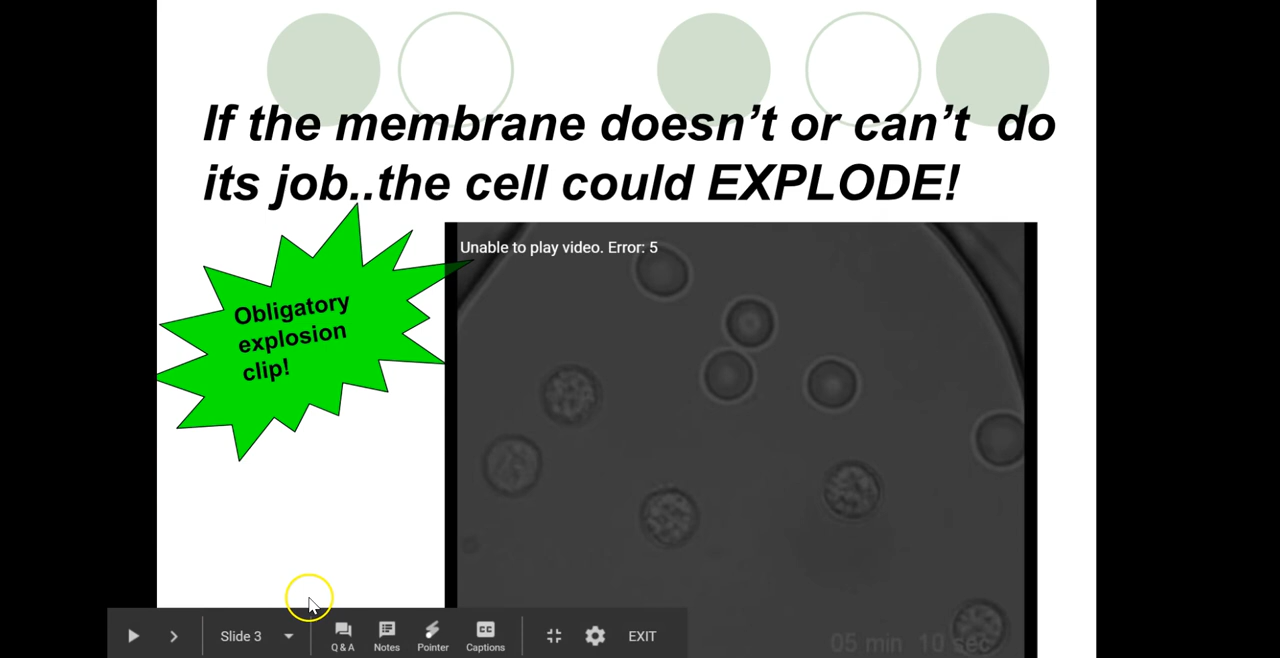 If the membrane doesn't or can't  do
its job..the cell could EXPLODE!
Unable to play video. Error: 5
Obligatory
explosion
clip!
05 min 10 sec
Slide 3
Q & A
Notes
Pointer
Captions
EXIT